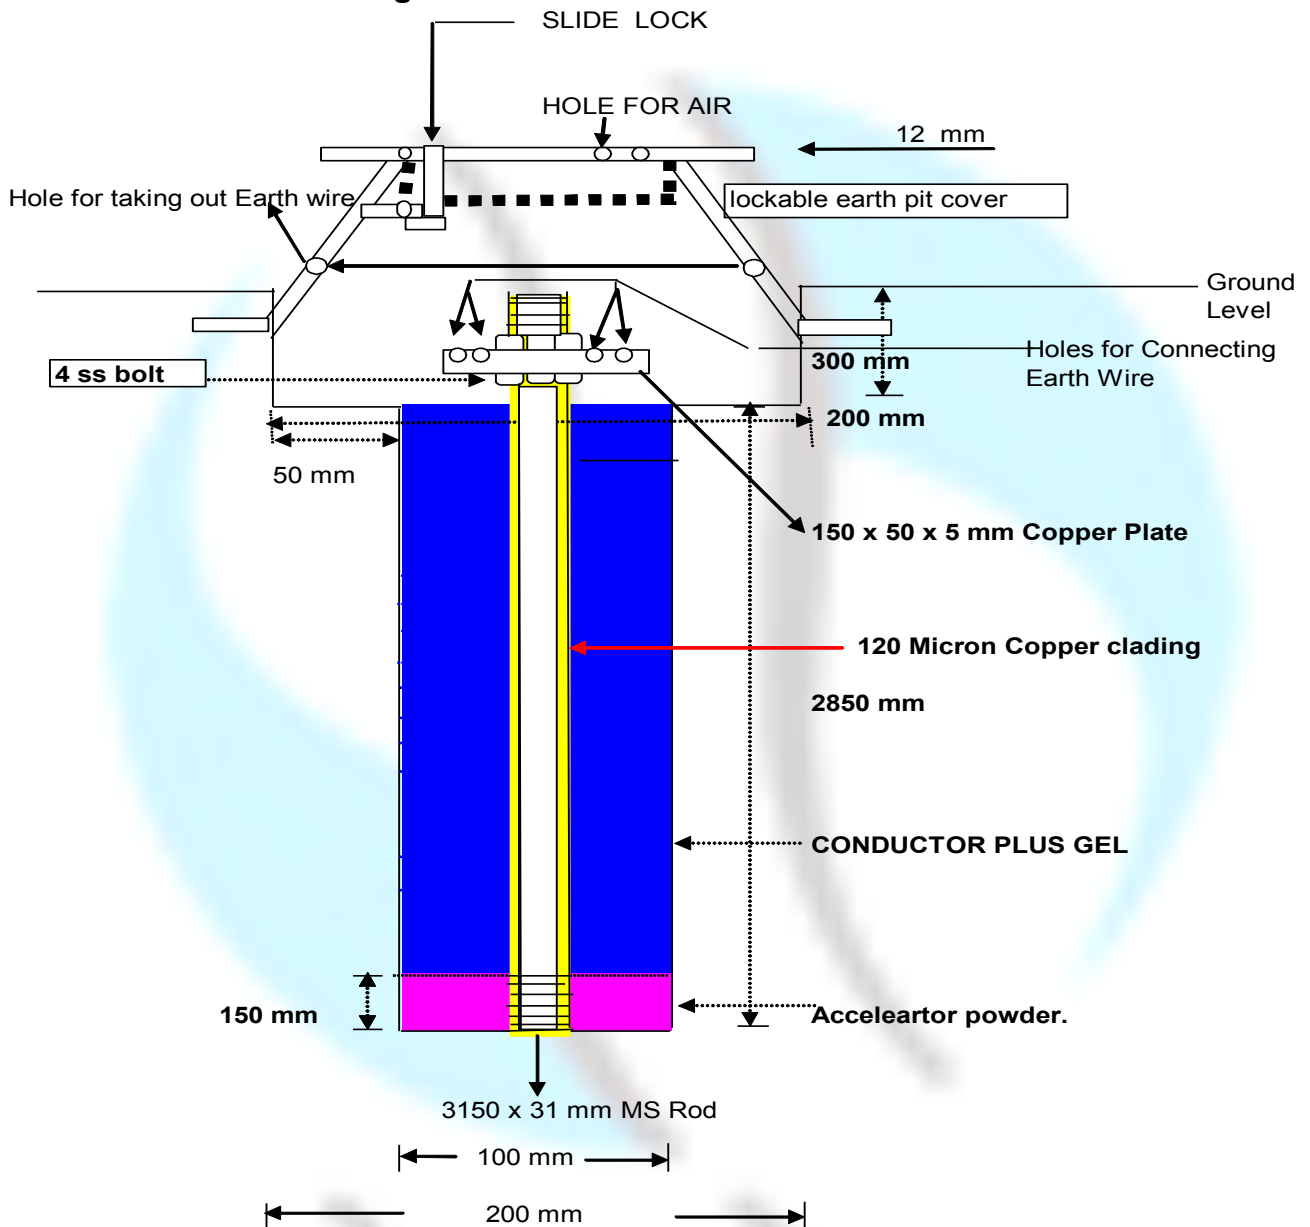 SLIDE LOCK
HOLE FOR AIR
12 mm
Hole for taking out Earth wire
lockable earth pit cover
Ground
Level
Holes for Connecting
Earth Wire
300 mm
4 ss bolt
200 mm
50 mm
150 x 50 x 5 mm Copper Plate
120 Micron Copper clading
2850 mm
CONDUCTOR PLUS GEL
150 mm
Acceleartor powder.
3150 x 31 mm MS Rod
100 mm
200 mm